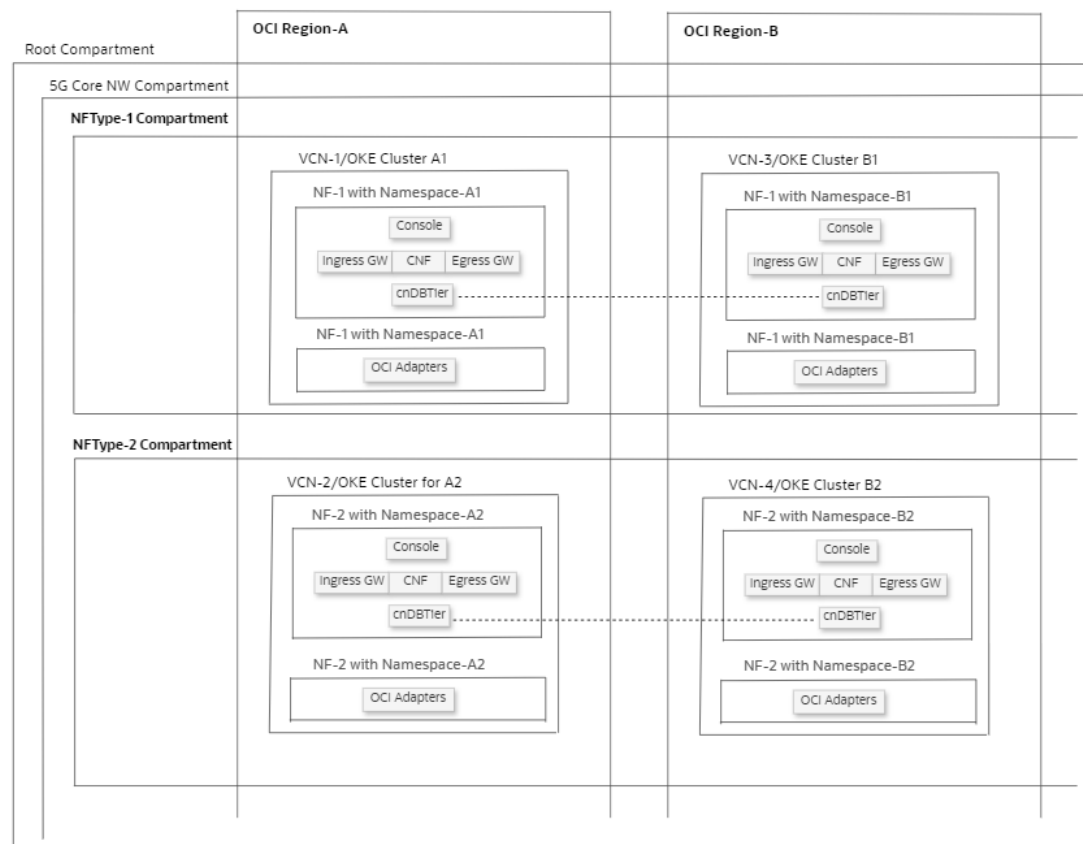 OCI Region-A
OCI Region-B
Root Compartment
5G Core NW Compartment
NFType-1 Compartment
VCN-1/OKE Cluster A1
NF-1 with Namespace-A1
Console
Ingress GW
CNF
Egress GW
cnDBTier
NF-1 with Namespace-A1
OCI Adapters
VCN-3/OKE Cluster B1
NF-1 with Namespace-B1
Console
Ingress GW
CNF
Egress GW
cnDBTier
NF-1 with Namespace-B1
OCI Adapters
NFType-2 Compartment
VCN-2/OKE Cluster for A2
NF-2 with Namespace-A2
Console
Ingress GW
CNF
Egress GW
cnDBTier
NF-2 with Namespace-A2
OCI Adapters
VCN-4/OKE Cluster B2
NF-2 with Namespace-B2
Console
Ingress GW
CNF
Egress GW
cnDBTier
NF-2 with Namespace-B2
OCI Adapters